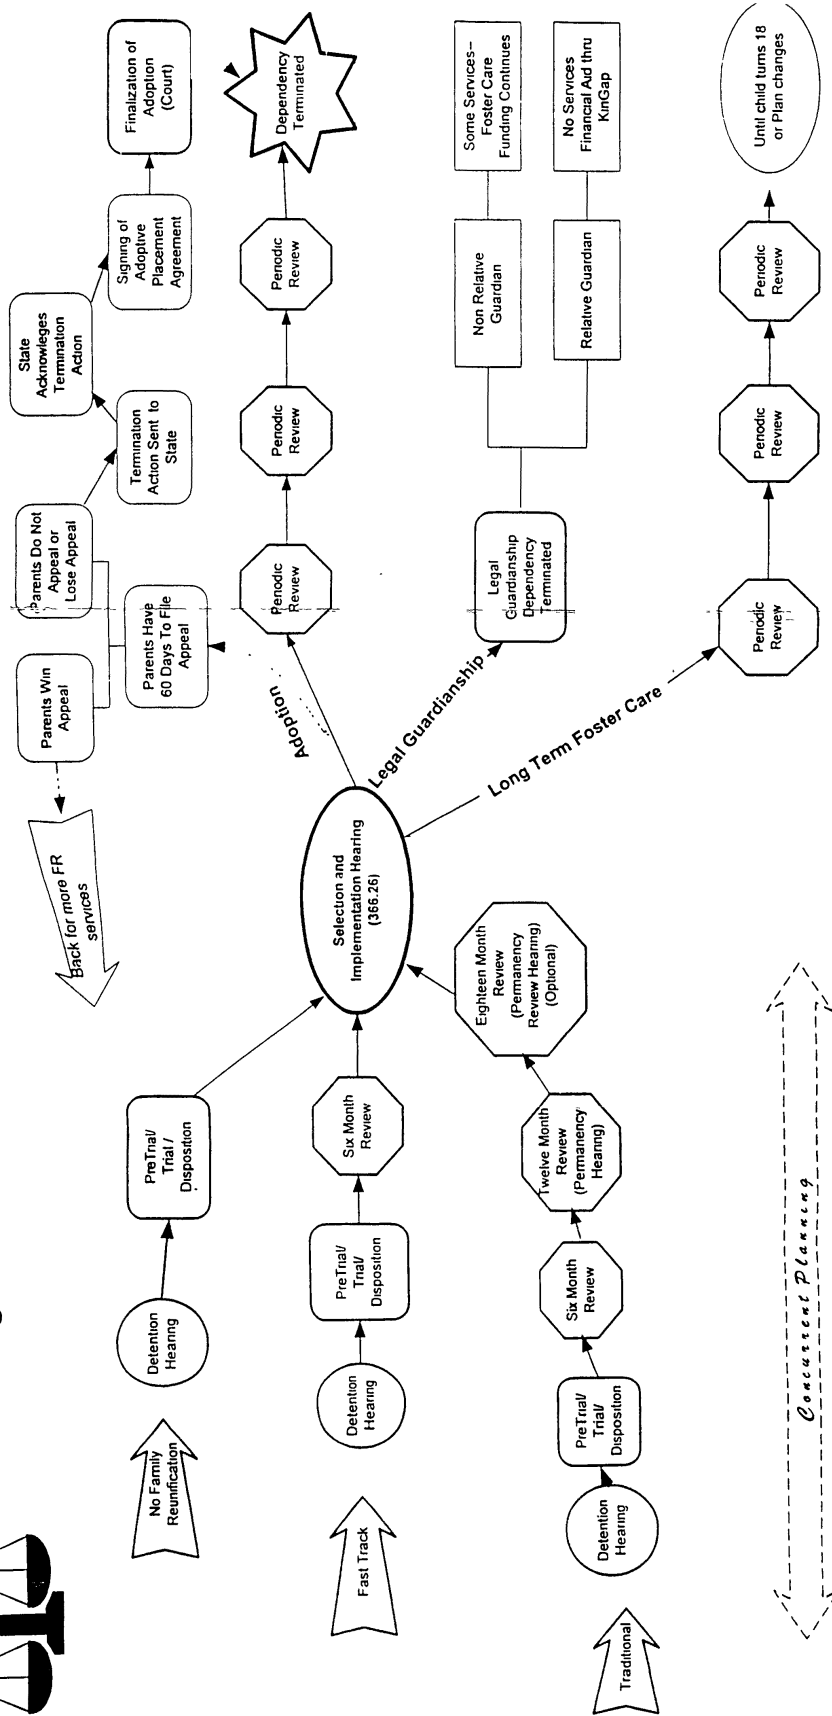 No Family
Reunification
Detention
Hearing
PreTrial/
Trial /
Disposition
Fast Track
Detention
Hearing
PreTrial/
Trial/
Disposition
Six Month
Review
Traditional
Detention
Hearing
PreTrial/
Trial/
Disposition
Six Month
Review
Twelve Month
Review
(Permanency
Hearing)
Eighteen Month
Review
(Permanency
Review Hearing)
(Optional)
Selection and
Implementation Hearing
(366.26)
Back for more FR
services
Parents Win
Appeal
Parents Have
60 Days To File
Appeal
Parents Do Not
Appeal or
Lose Appeal
Termination
Action Sent to
State
State
Acknowleges
Termination
Action
Signing of
Adoptive
Placement
Agreement
Finalization of
Adoption
(Court)
Adoption
Periodic
Review
Periodic
Review
Periodic
Review
Dependency
Terminated
Legal Guardianship
Legal
Guardianship
Dependency
Terminated
Non Relative
Guardian
Some Services–
Foster Care
Funding Continues
Relative Guardian
No Services
Financial Aid thru
KinGap
Long Term Foster Care
Periodic
Review
Periodic
Review
Periodic
Review
Until child turns 18
or Plan changes
Concurrent Planning